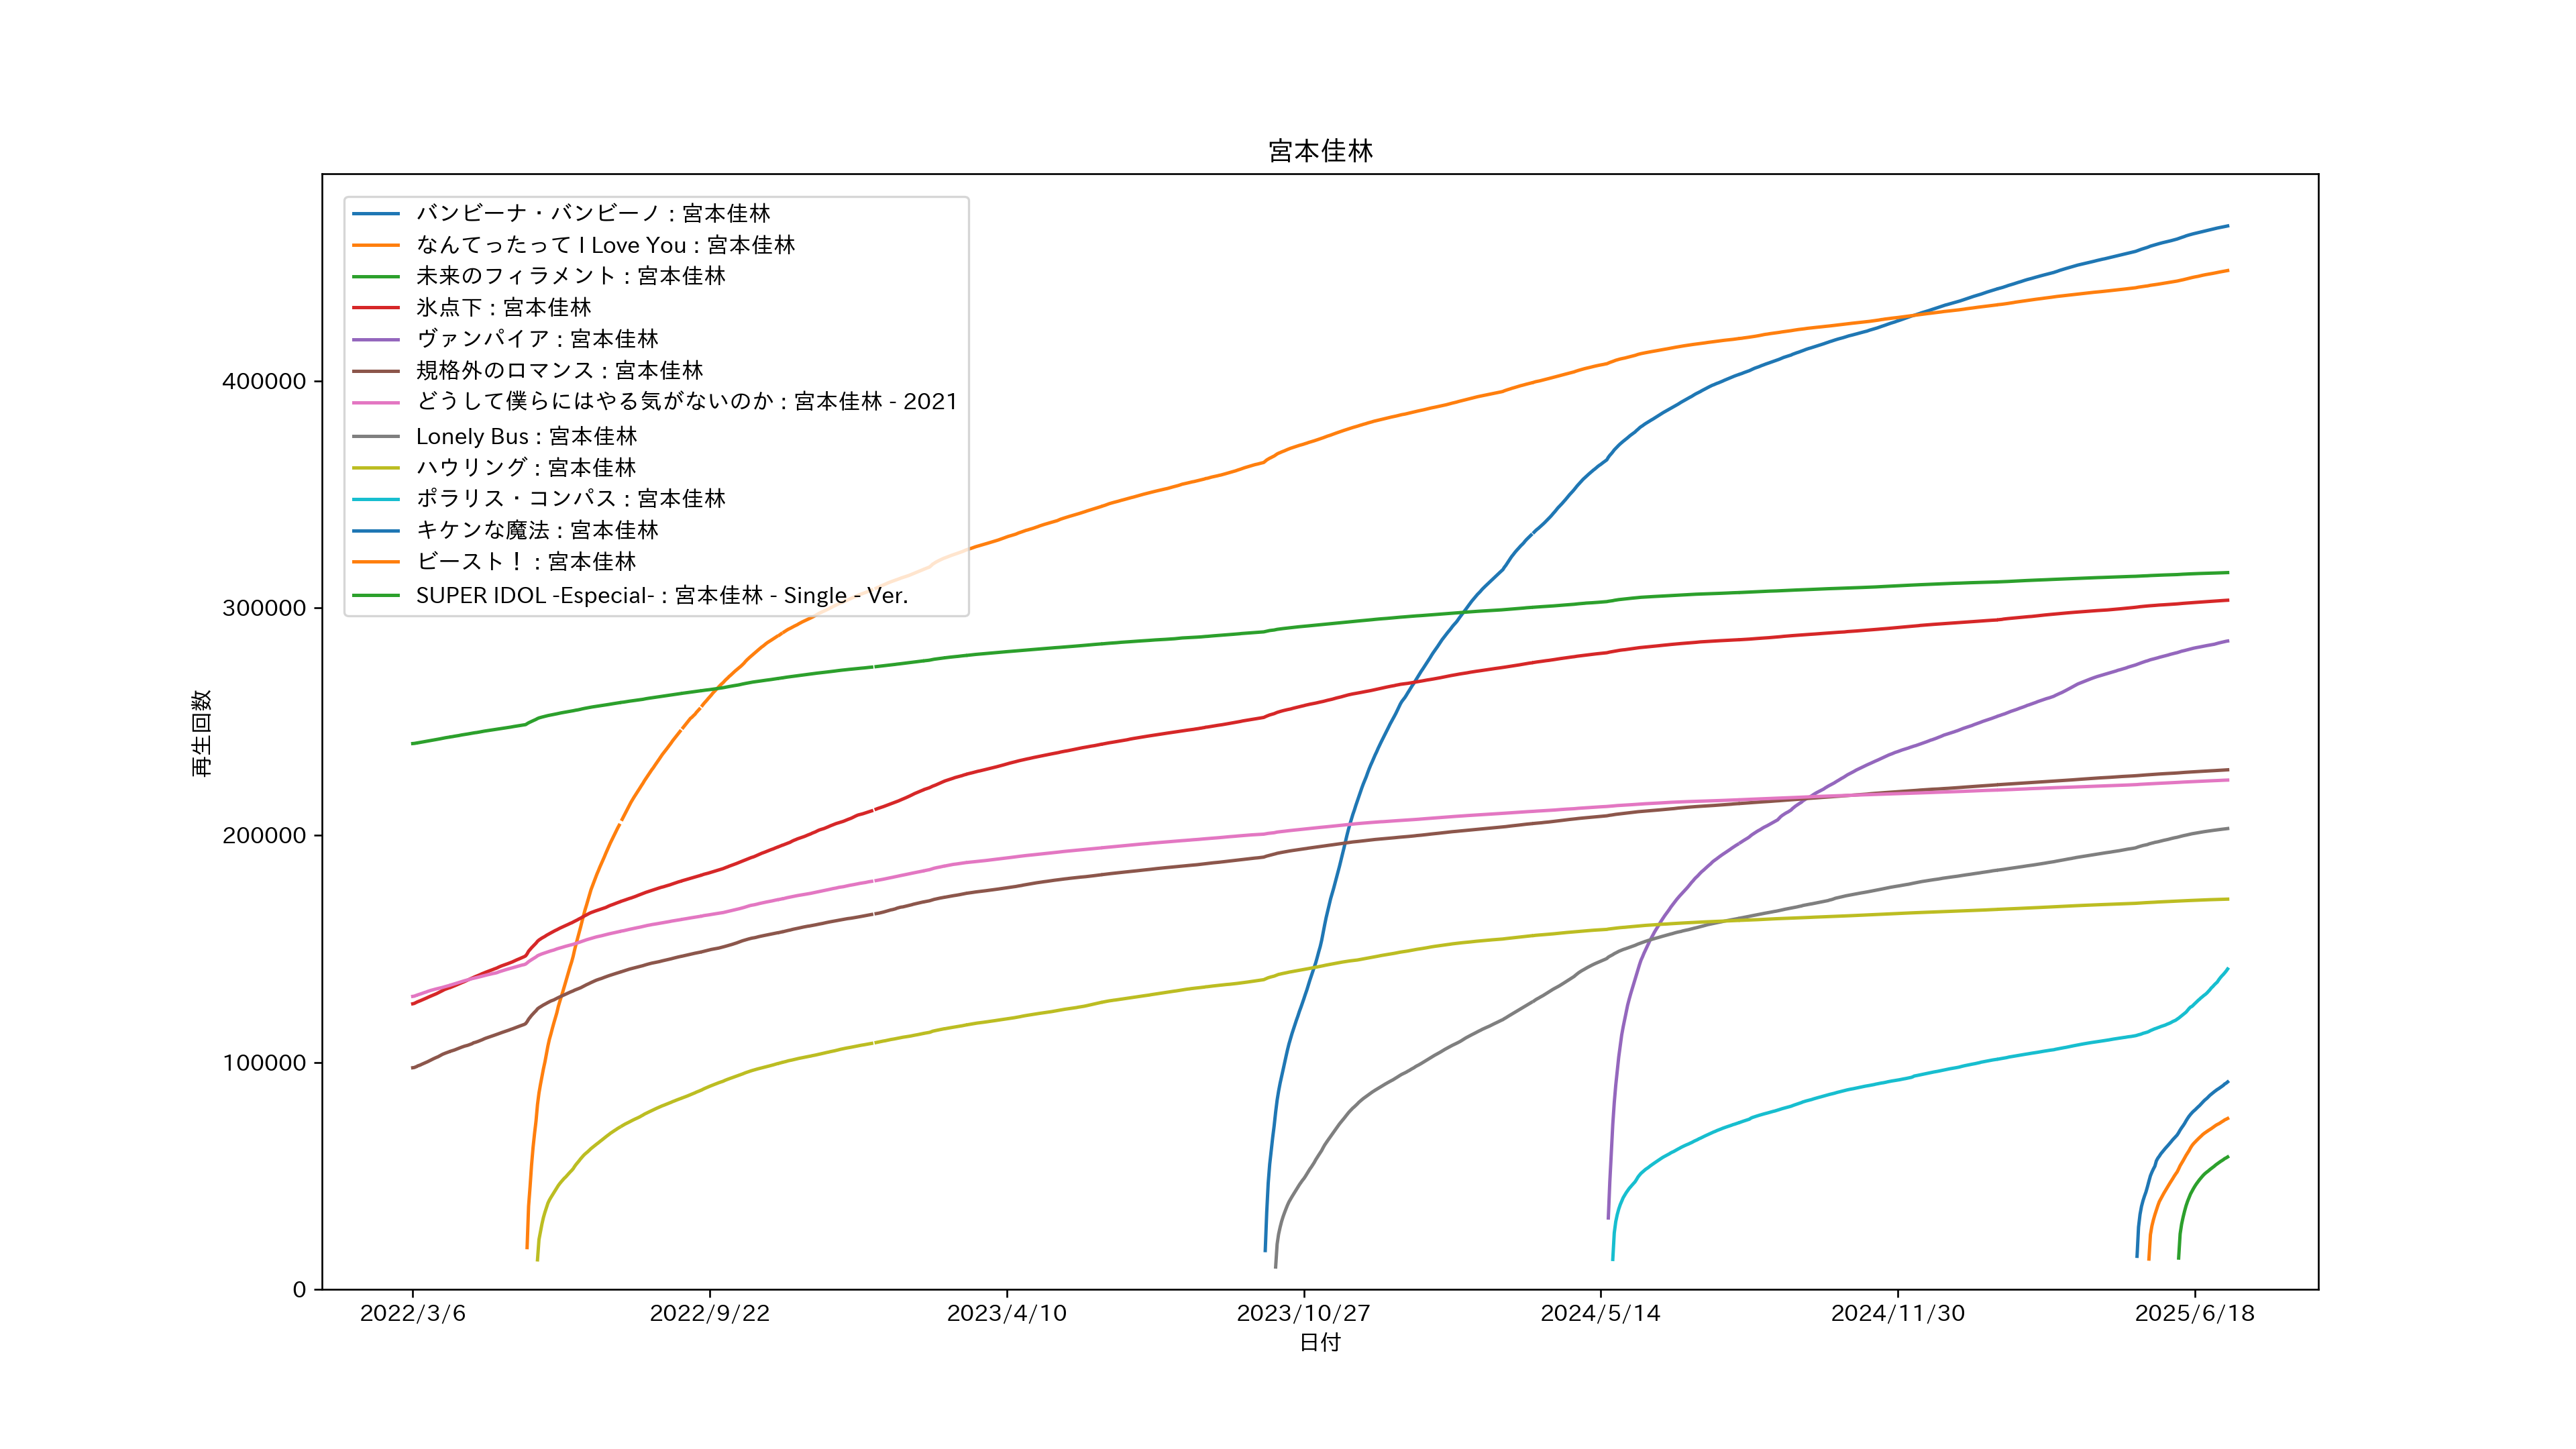 宮本佳林
バンビーナ・バンビーノ : 宮本佳林
なんてったって I Love You : 宮本佳林
未来のフィラメント : 宮本佳林
氷点下 : 宮本佳林
ヴァンパイア : 宮本佳林
規格外のロマンス : 宮本佳林
どうして僕らにはやる気がないのか : 宮本佳林 - 2021
Lonely Bus : 宮本佳林
ハウリング : 宮本佳林
ポラリス・コンパス : 宮本佳林
キケンな魔法 : 宮本佳林
ビースト！ : 宮本佳林
SUPER IDOL -Especial- : 宮本佳林 - Single - Ver.
400000
300000
200000
100000
0
再生回数
2022/3/6
2022/9/22
2023/4/10
2023/10/27
2024/5/14
2024/11/30
2025/6/18
日付